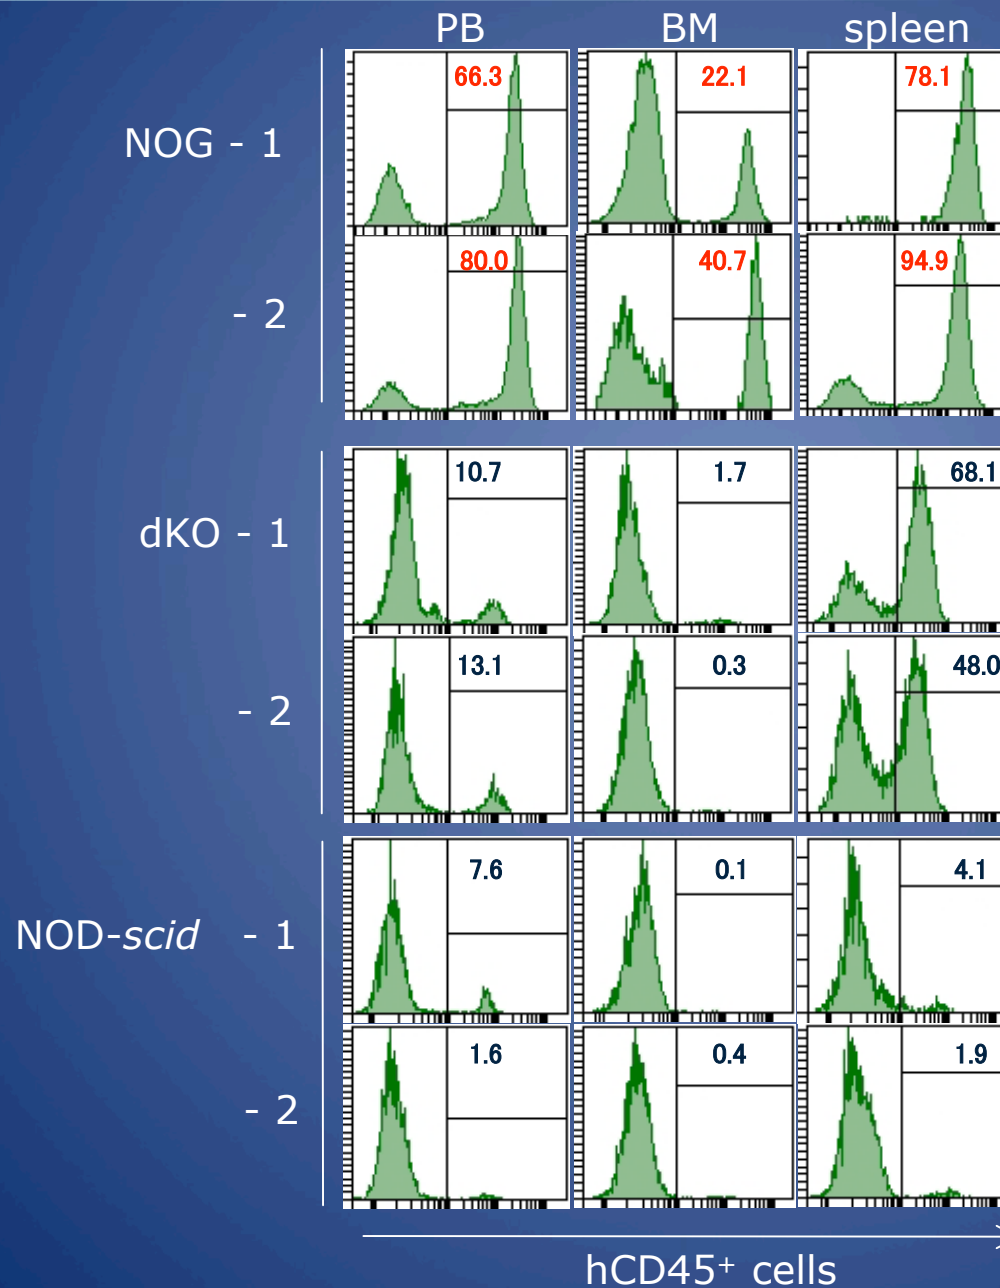 PB BM spleen
66.3 22.1 78.1
NOG - 1
80.0 40.7 94.9
- 2
10.7 1.7 68.1
dKO - 1
13.1 0.3 48.0
- 2
7.6 0.1 4.1
NOD-scid - 1
1.6 0.4 1.9
- 2
hCD45⁺ cells